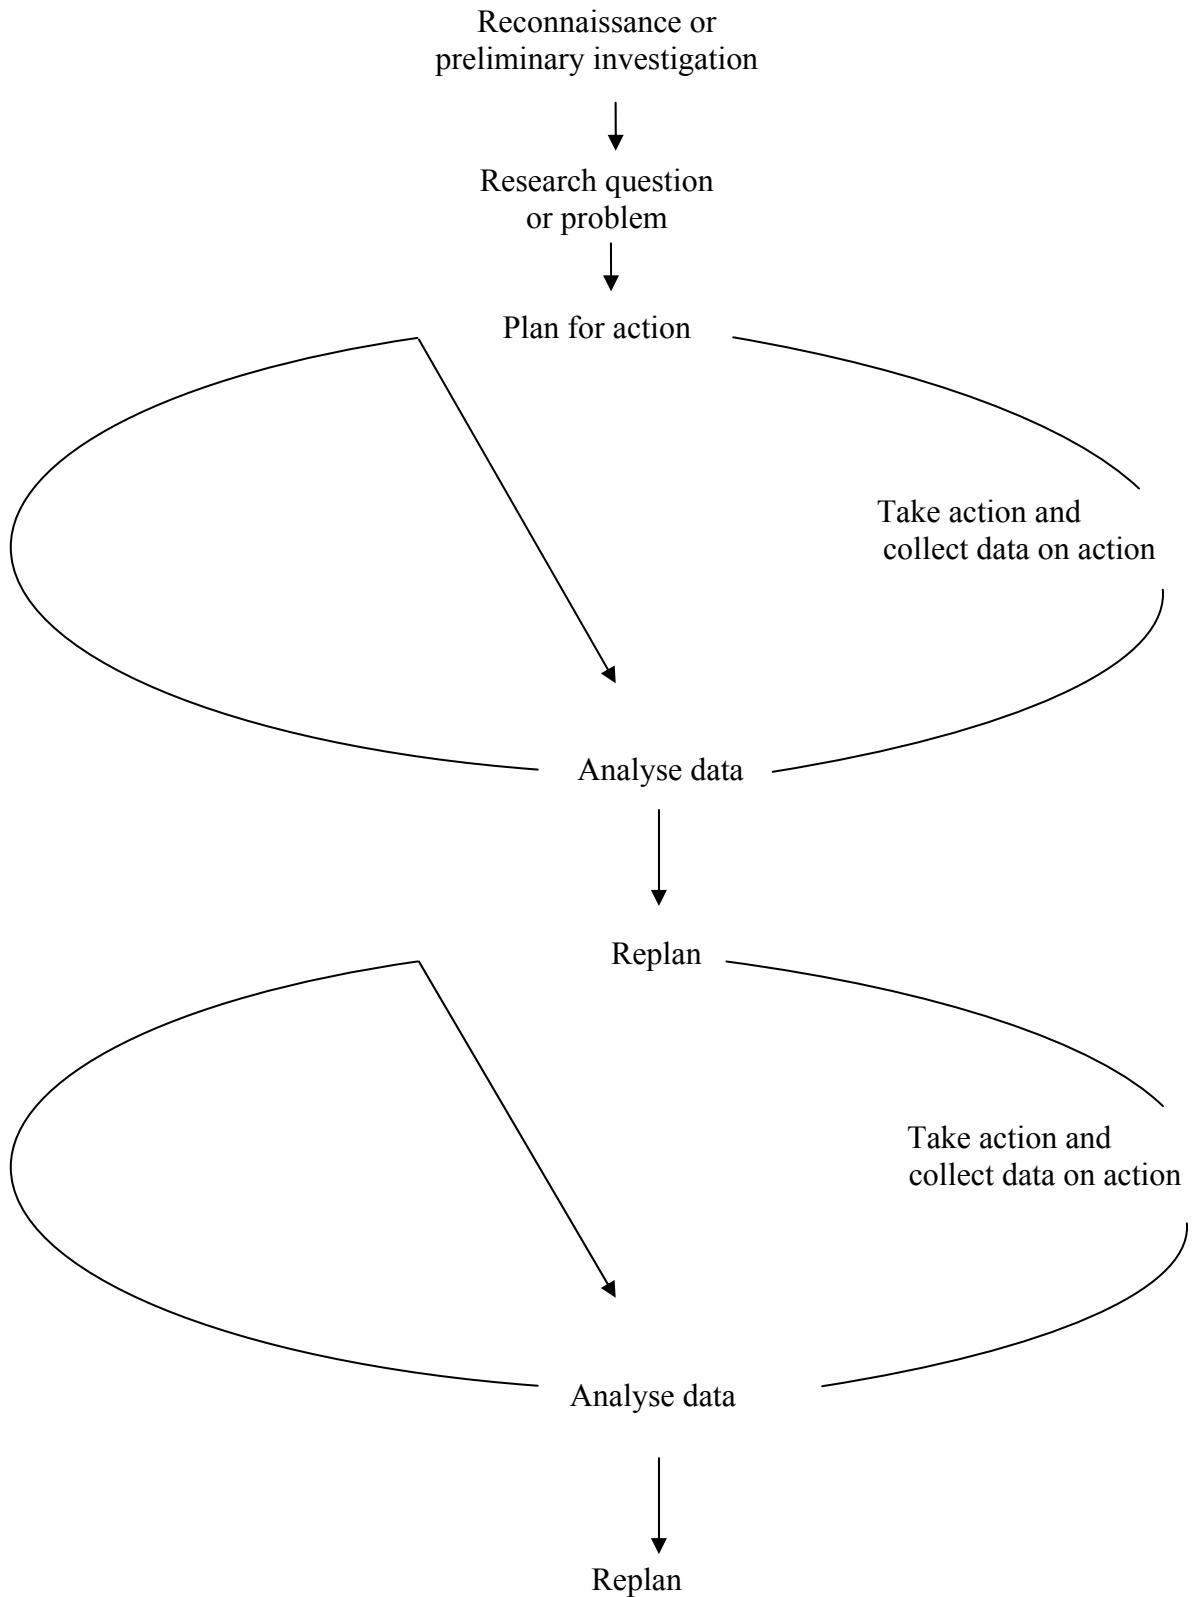 Reconnaissance or
preliminary investigation
Research question
or problem
Plan for action
Take action and
collect data on action
Analyse data
Replan
Take action and
collect data on action
Analyse data
Replan